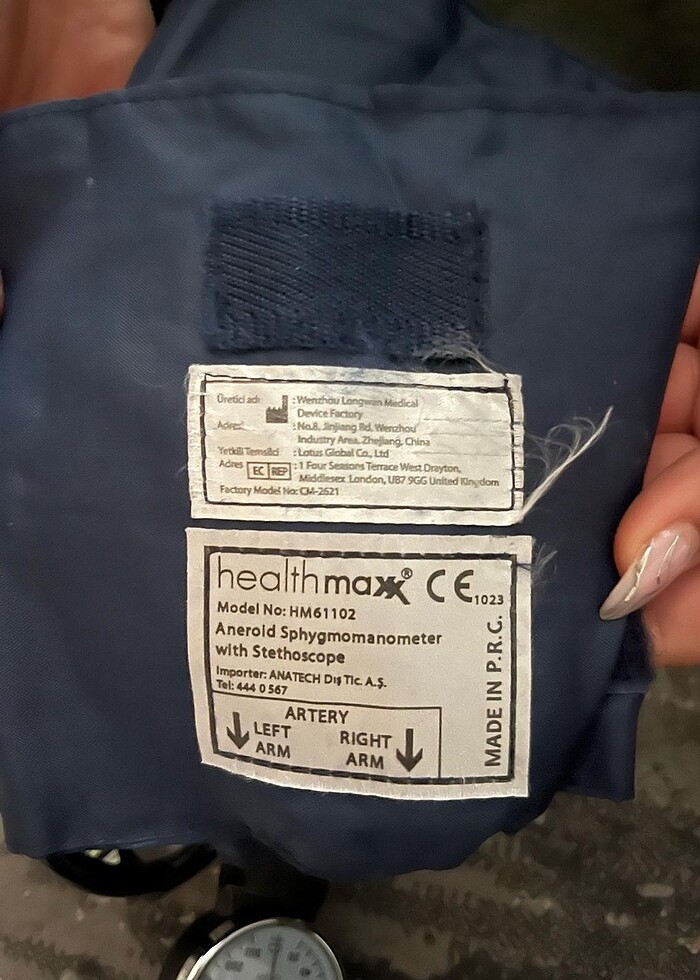 Üretici adı : Wenzhou Longwan Medical
Device Factory
Adres : No.8, Jinjiang Rd. Wenzhou
Industry Area, Zhejiang, China
Yetkili Temsilci : Lotus Global Co., Ltd
Adres EC REP : 1 Four Seasons Terrace West Drayton,
Middlesex London, UB7 9GG United Kingdom
Factory Model No: CM-2621
healthmaxx® CE 1023
Model No: HM61102
Aneroid Sphygmomanometer
with Stethoscope
Importer: ANATECH Dış Tic. A.Ş.
Tel: 444 0 567
MADE IN P.R.C.
ARTERY
LEFT ARM
RIGHT ARM